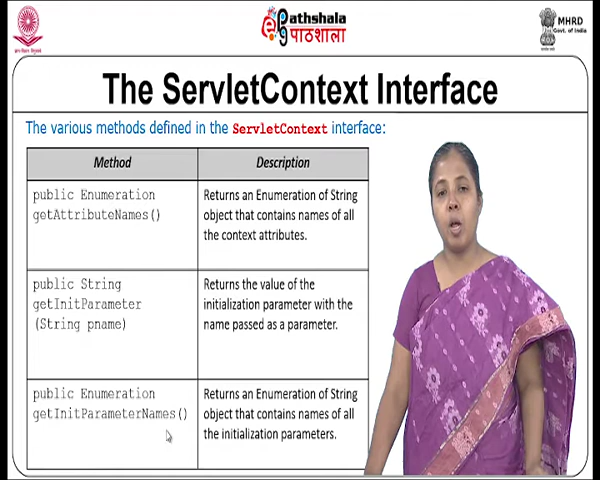 Pathshala
पाठशाला
MHRD
Govt. of India
The ServletContext Interface
The various methods defined in the ServletContext interface:
Method Description
public Enumeration
getAttributeNames()
Returns an Enumeration of String
object that contains names of all
the context attributes.
public String
getInitParameter
(String pname)
Returns the value of the
initialization parameter with the
name passed as a parameter.
public Enumeration
getInitParameterNames()
Returns an Enumeration of String
object that contains names of all
the initialization parameters.